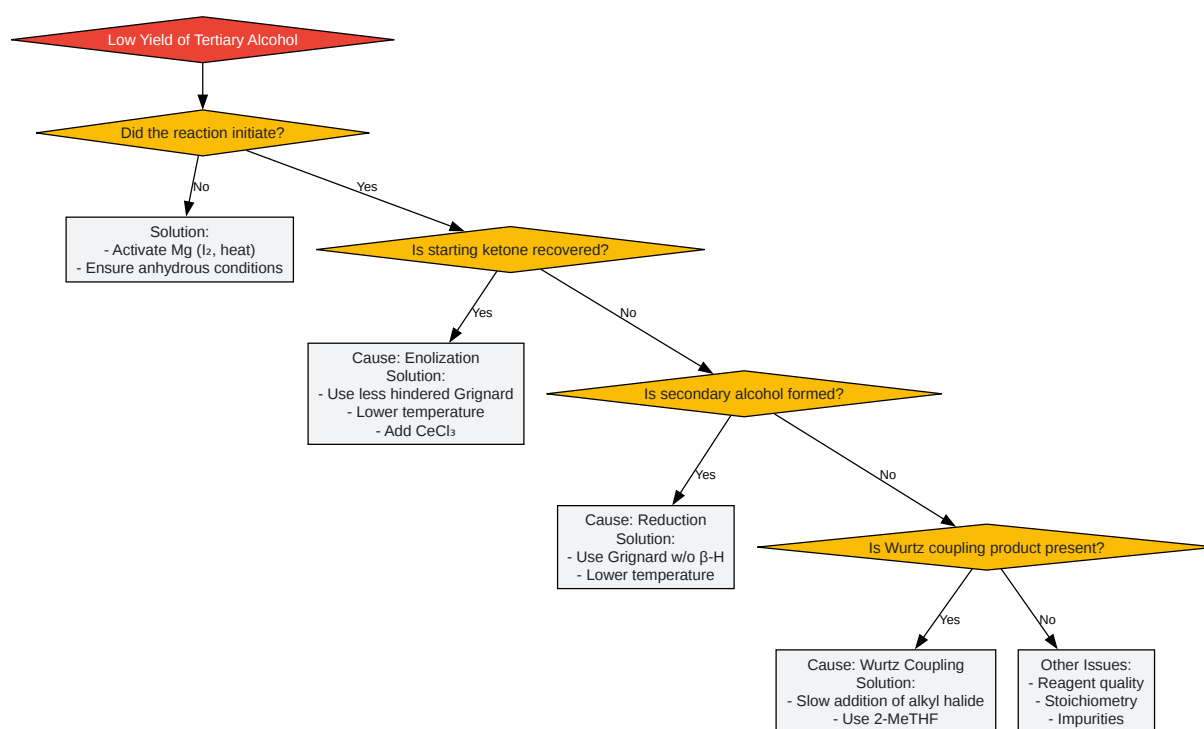 Low Yield of Tertiary Alcohol
Did the reaction initiate?
No
Yes
Solution:
- Activate Mg (I₂, heat)
- Ensure anhydrous conditions
Is starting ketone recovered?
Yes
No
Cause: Enolization
Solution:
- Use less hindered Grignard
- Lower temperature
- Add CeCl₃
Is secondary alcohol formed?
Yes
No
Cause: Reduction
Solution:
- Use Grignard w/o β-H
- Lower temperature
Is Wurtz coupling product present?
Yes
No
Cause: Wurtz Coupling
Solution:
- Slow addition of alkyl halide
- Use 2-MeTHF
Other Issues:
- Reagent quality
- Stoichiometry
- Impurities